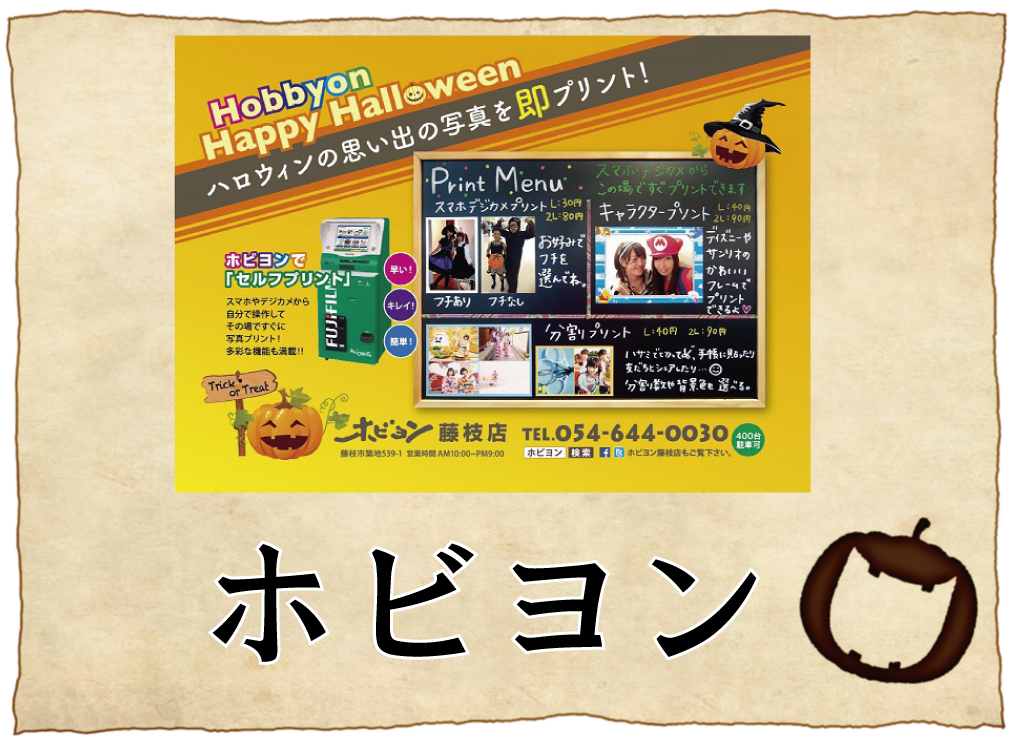 Hobbyon
Happy Halloween
ハロウィンの思い出の写真を即プリント!
Print Menu
スマホ・デジカメから
この場ですぐプリントできます
スマホデジカメプリント L:30円
2L:80円
お好みで
フチを
選んでね。
フチあり フチなし
キャラクタープリント L:40円
2L:90円
ディズニーや
サンリオの
かわいい
フレームで
プリント
できるよ♡
分割プリント L:40円 2L:90円
ハサミで切って、手帳に貼ったり
友だちとシェアしたり…
分割り数や背景色も選べる。
ホビヨンで
「セルフプリント」
スマホやデジカメから
自分で操作して
その場ですぐに
写真プリント!
多彩な機能も満載!!
早い!
キレイ!
簡単!
FUJIFILM
Trick
or Treat
ホビヨン 藤枝店 TEL.054-644-0030
400台
駐車可
藤枝市築地539-1 営業時間 AM10:00~PM9:00
ホビヨン 検索 ホビヨン藤枝店もご覧下さい。
ホビヨン